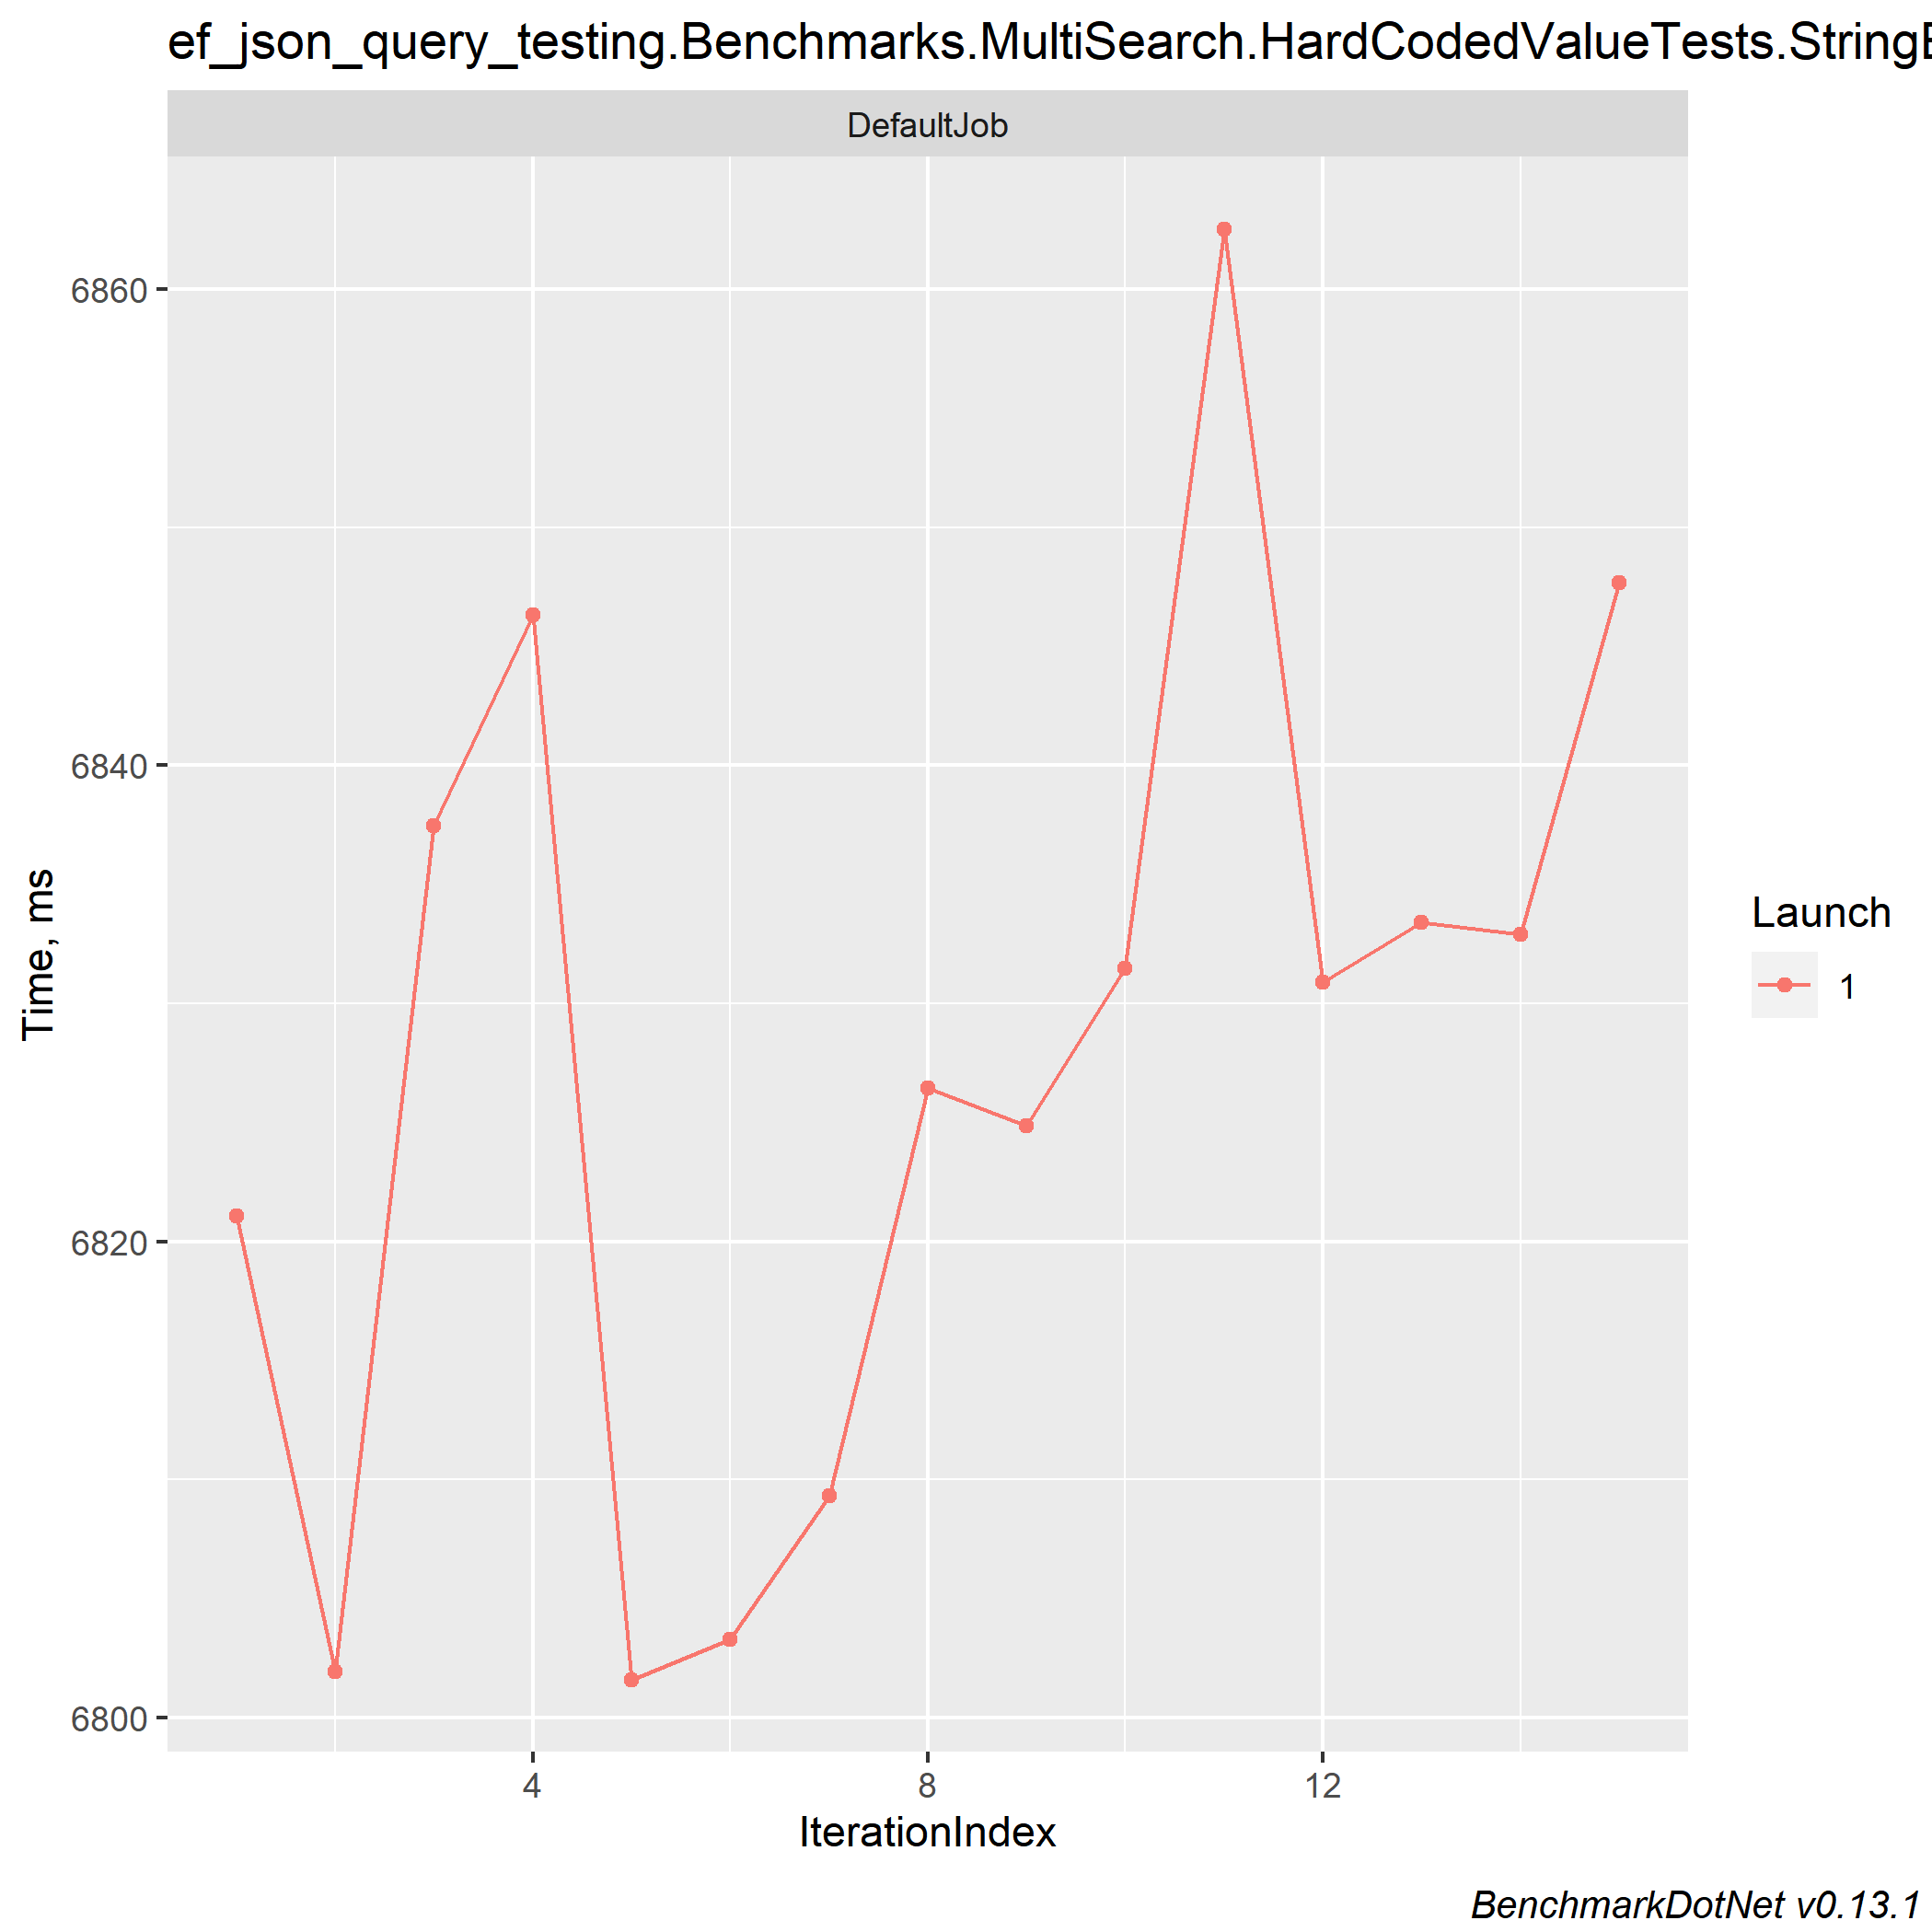 ef_json_query_testing.Benchmarks.MultiSearch.HardCodedValueTests.String
DefaultJob
6860
6840
6820
6800
Time, ms
4
8
12
IterationIndex
Launch
1
BenchmarkDotNet v0.13.1